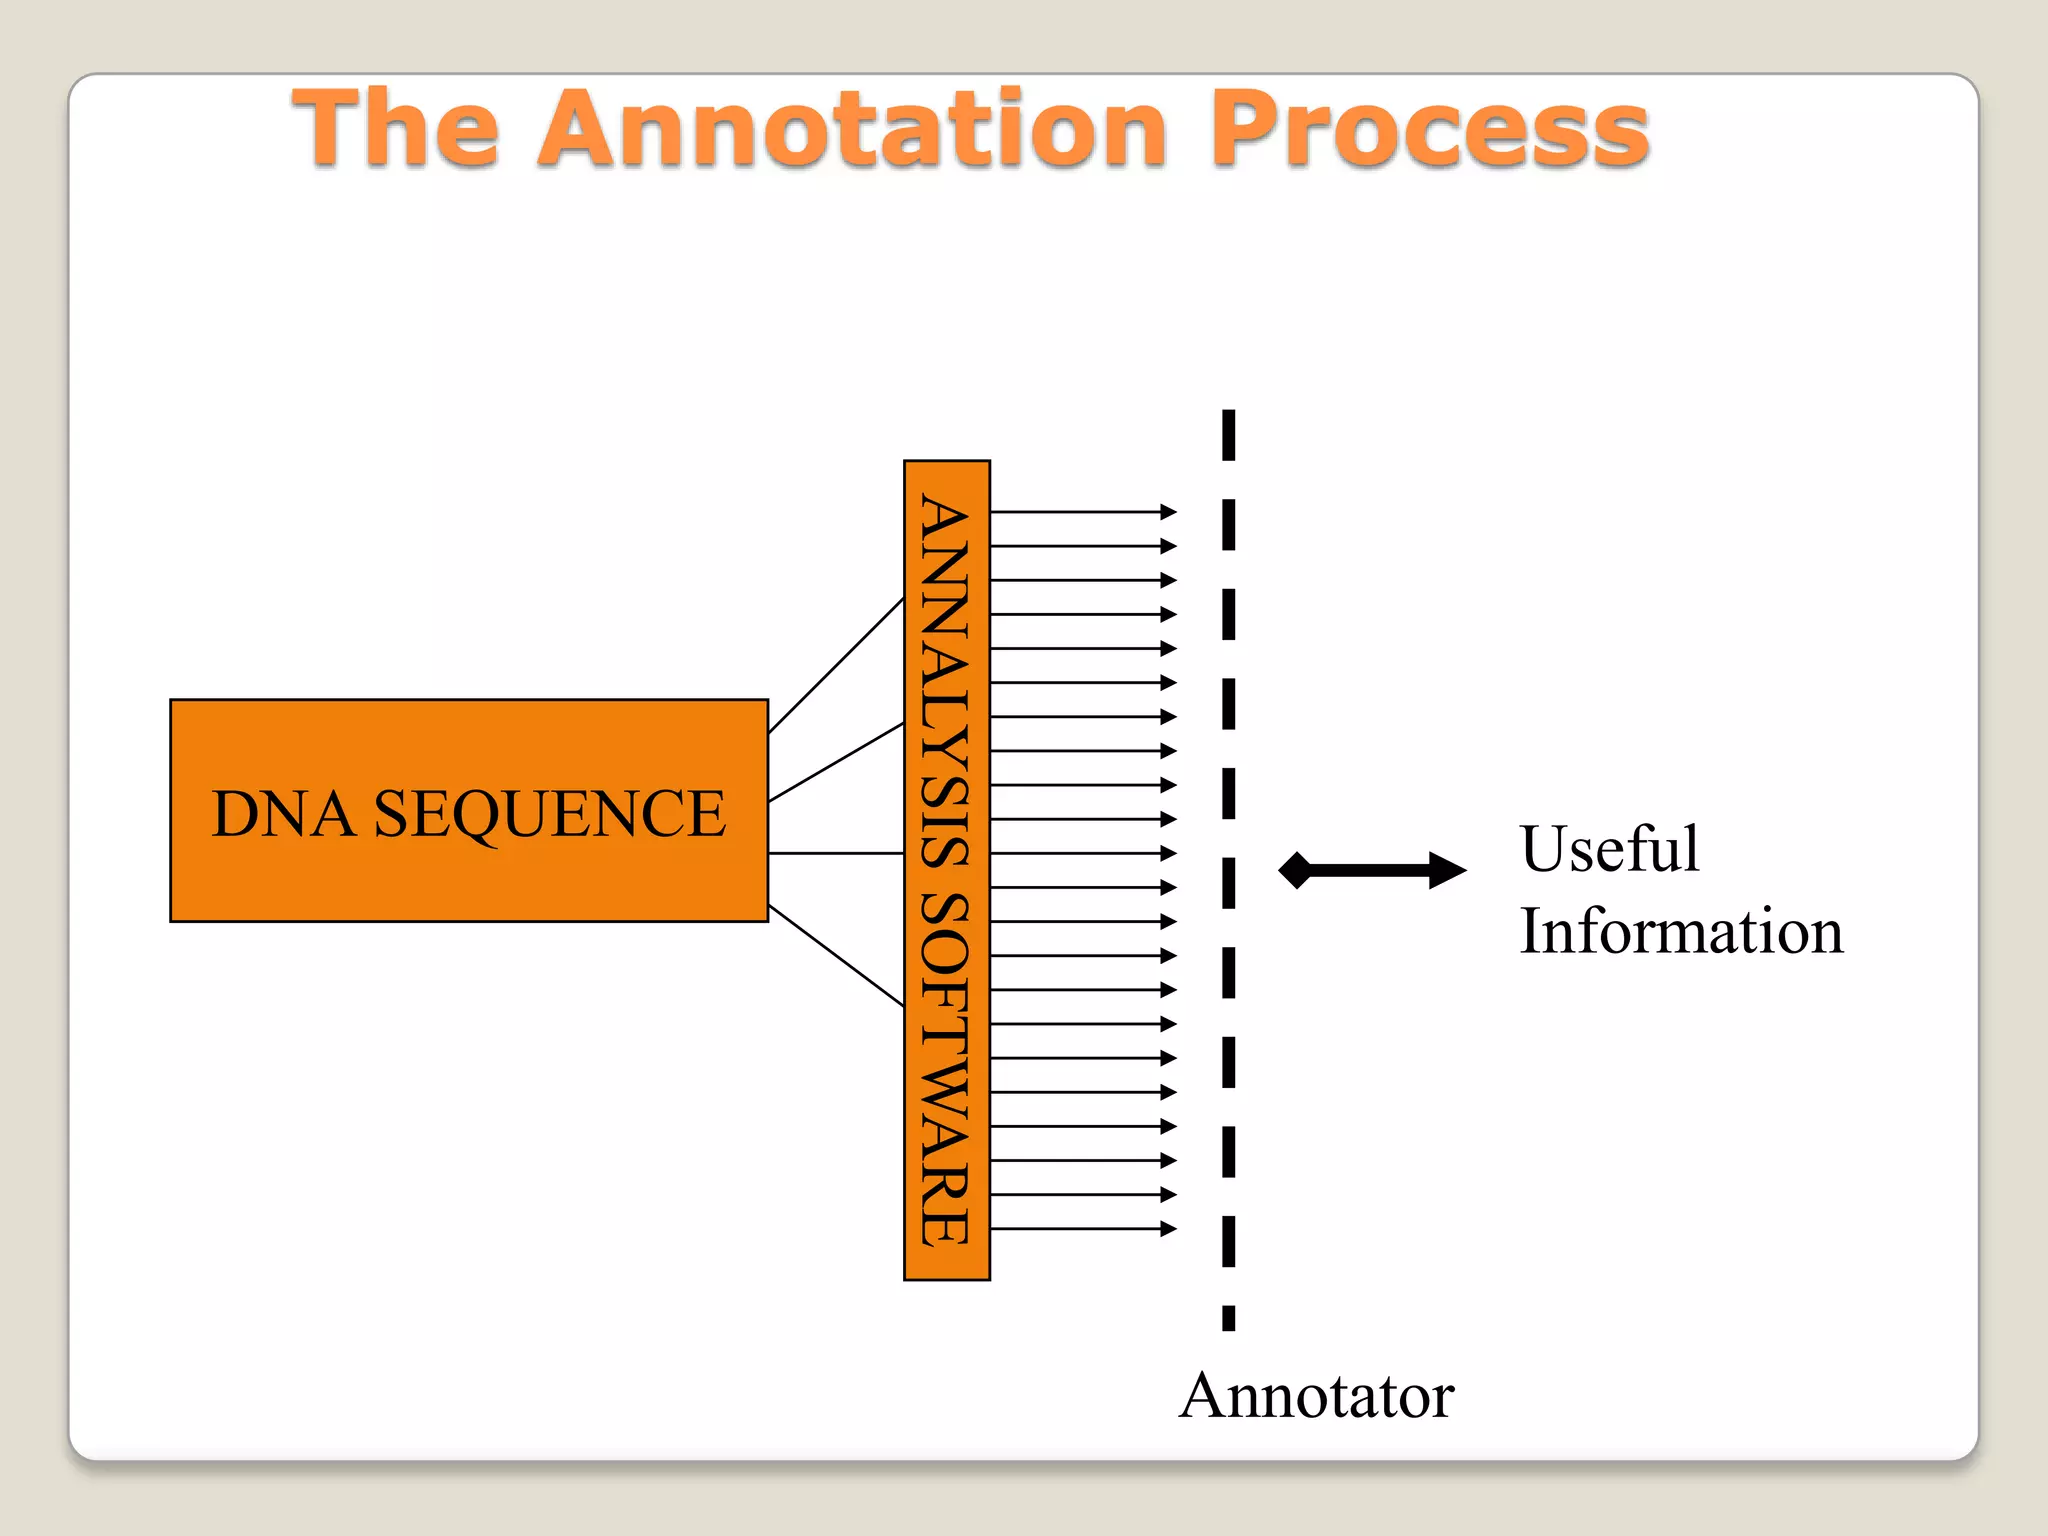 The Annotation Process
DNA SEQUENCE
ANNALYSIS SOFTWARE
Useful
Information
Annotator